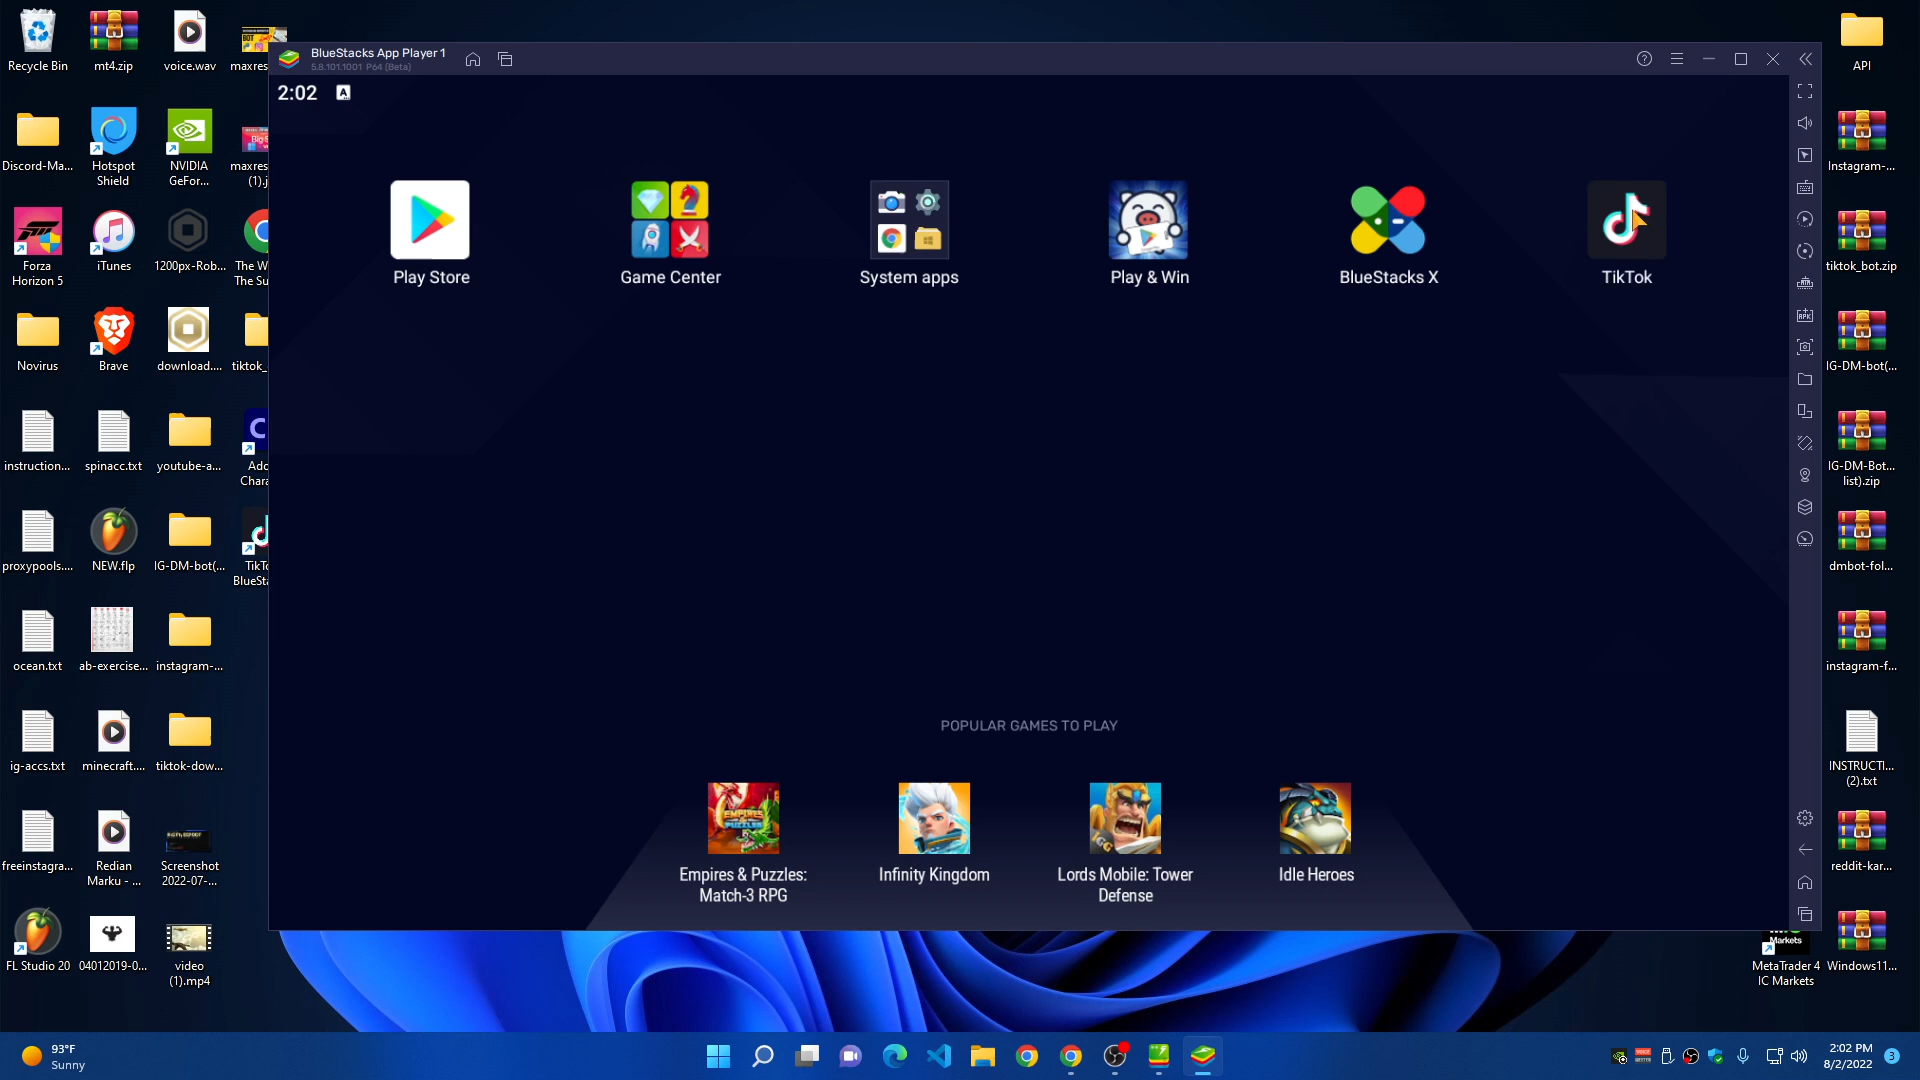 Recycle Bin
mt4.zip
voice.wav
maxres
Discord-Ma...
Hotspot
Shield
NVIDIA
GeFor...
maxres
(1).j
Forza
Horizon 5
iTunes
1200px-Rob...
The W
The Su
Novirus
Brave
download....
tiktok_
instruction...
spinacc.txt
youtube-a...
Ado
Chara
proxypools....
NEW.flp
IG-DM-bot(...
TikTo
BlueSta
ocean.txt
ab-exercise...
instagram-...
ig-accs.txt
minecraft....
tiktok-dow...
freeinstagra...
Redian
Marku - ...
Screenshot
2022-07-...
FL Studio 20
04012019-0...
video
(1).mp4
BlueStacks App Player 1
5.8.101.1001 P64 (Beta)
2:02
A
Play Store
Game Center
System apps
Play & Win
BlueStacks X
TikTok
POPULAR GAMES TO PLAY
EMPIRES
& PUZZLES
IGG
Empires & Puzzles:
Match-3 RPG
Infinity Kingdom
Lords Mobile: Tower
Defense
Idle Heroes
APK
API
Instagram-...
tiktok_bot.zip
IG-DM-bot(...
IG-DM-Bot...
list).zip
dmbot-fol...
instagram-f...
INSTRUCTI...
(2).txt
reddit-kar...
Markets
MetaTrader 4
IC Markets
Windows11...
93°F
Sunny
2:02 PM
8/2/2022
3